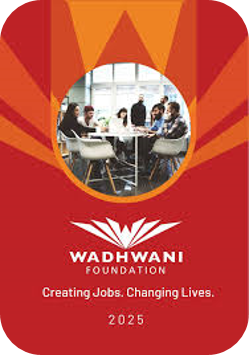 WADHWANI
FOUNDATION
Creating Jobs. Changing Lives.
2025